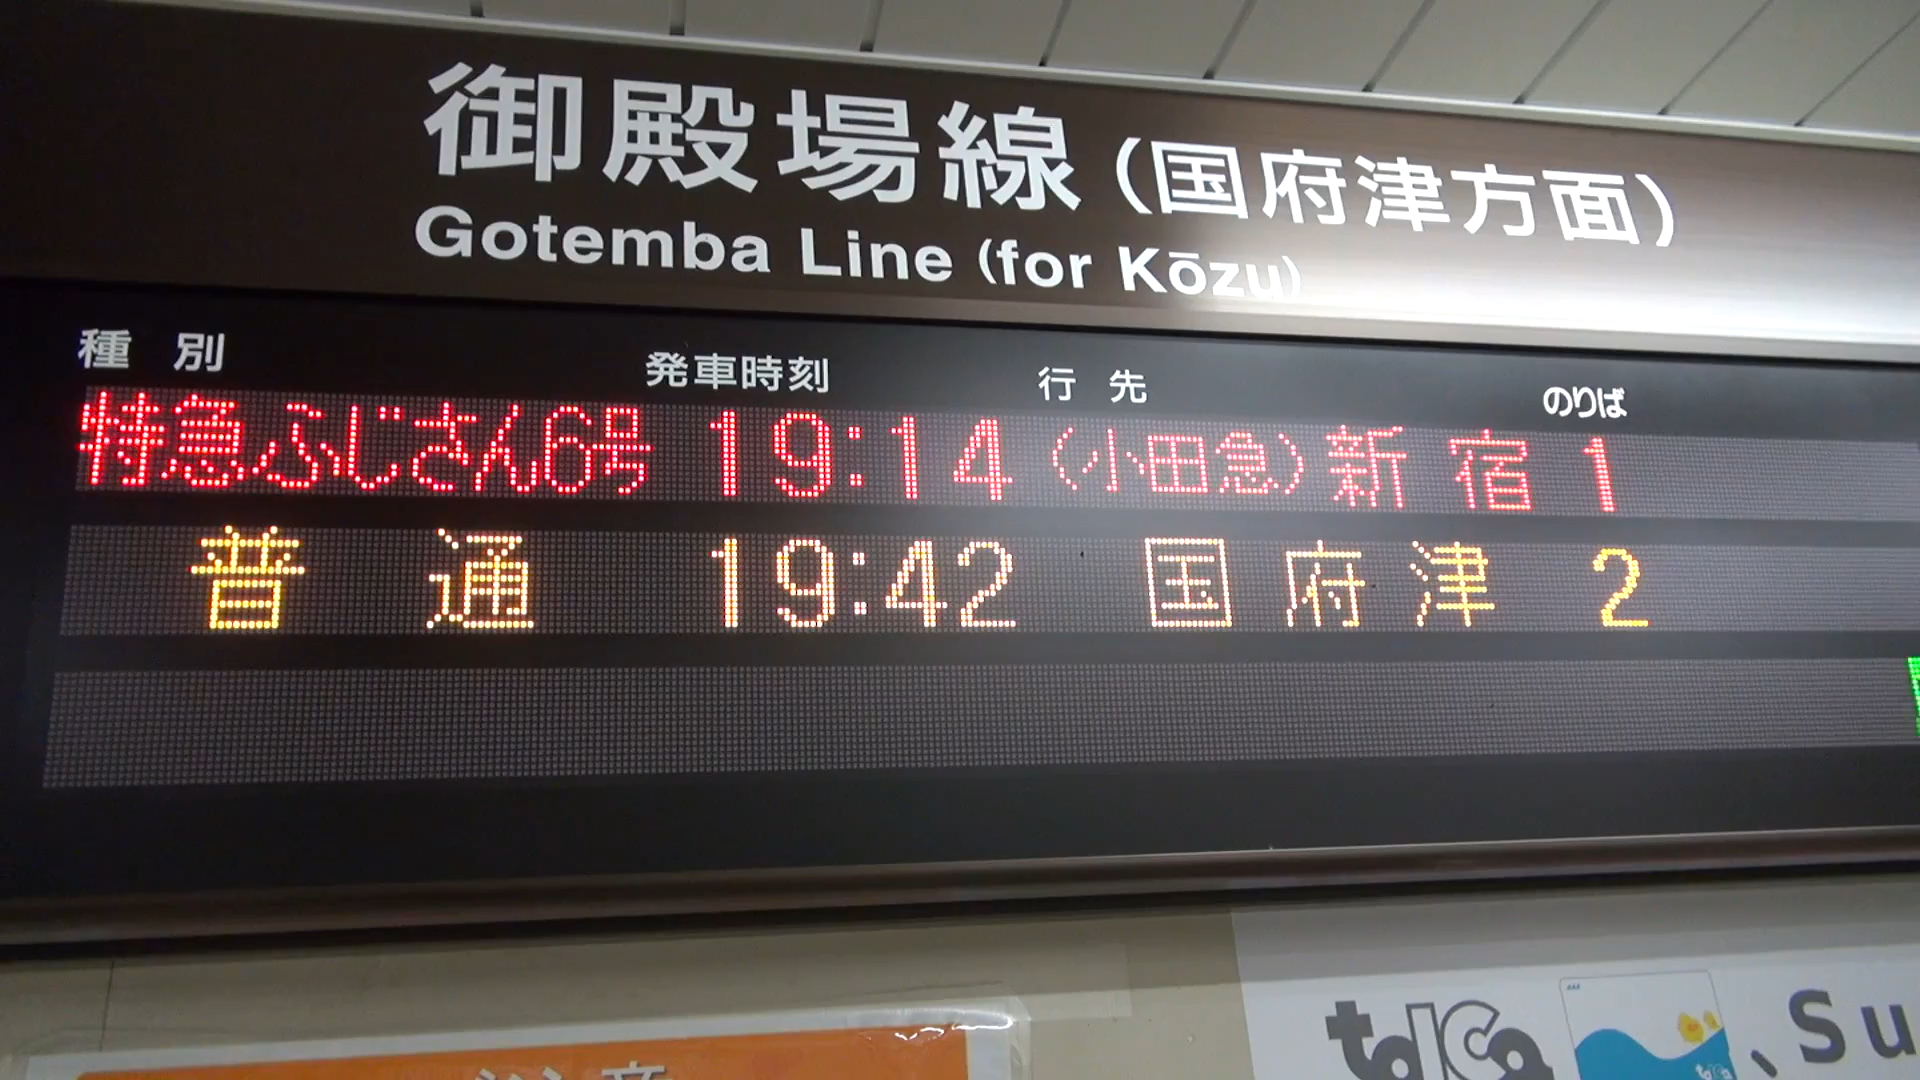 御殿場線(国府津方面)
Gotemba Line (for Kōzu)
種別 発車時刻 行先 のりば
特急ふじさん6号 19:14 (小田急)新宿 1
普通 19:42 国府津 2
toICa
、Su